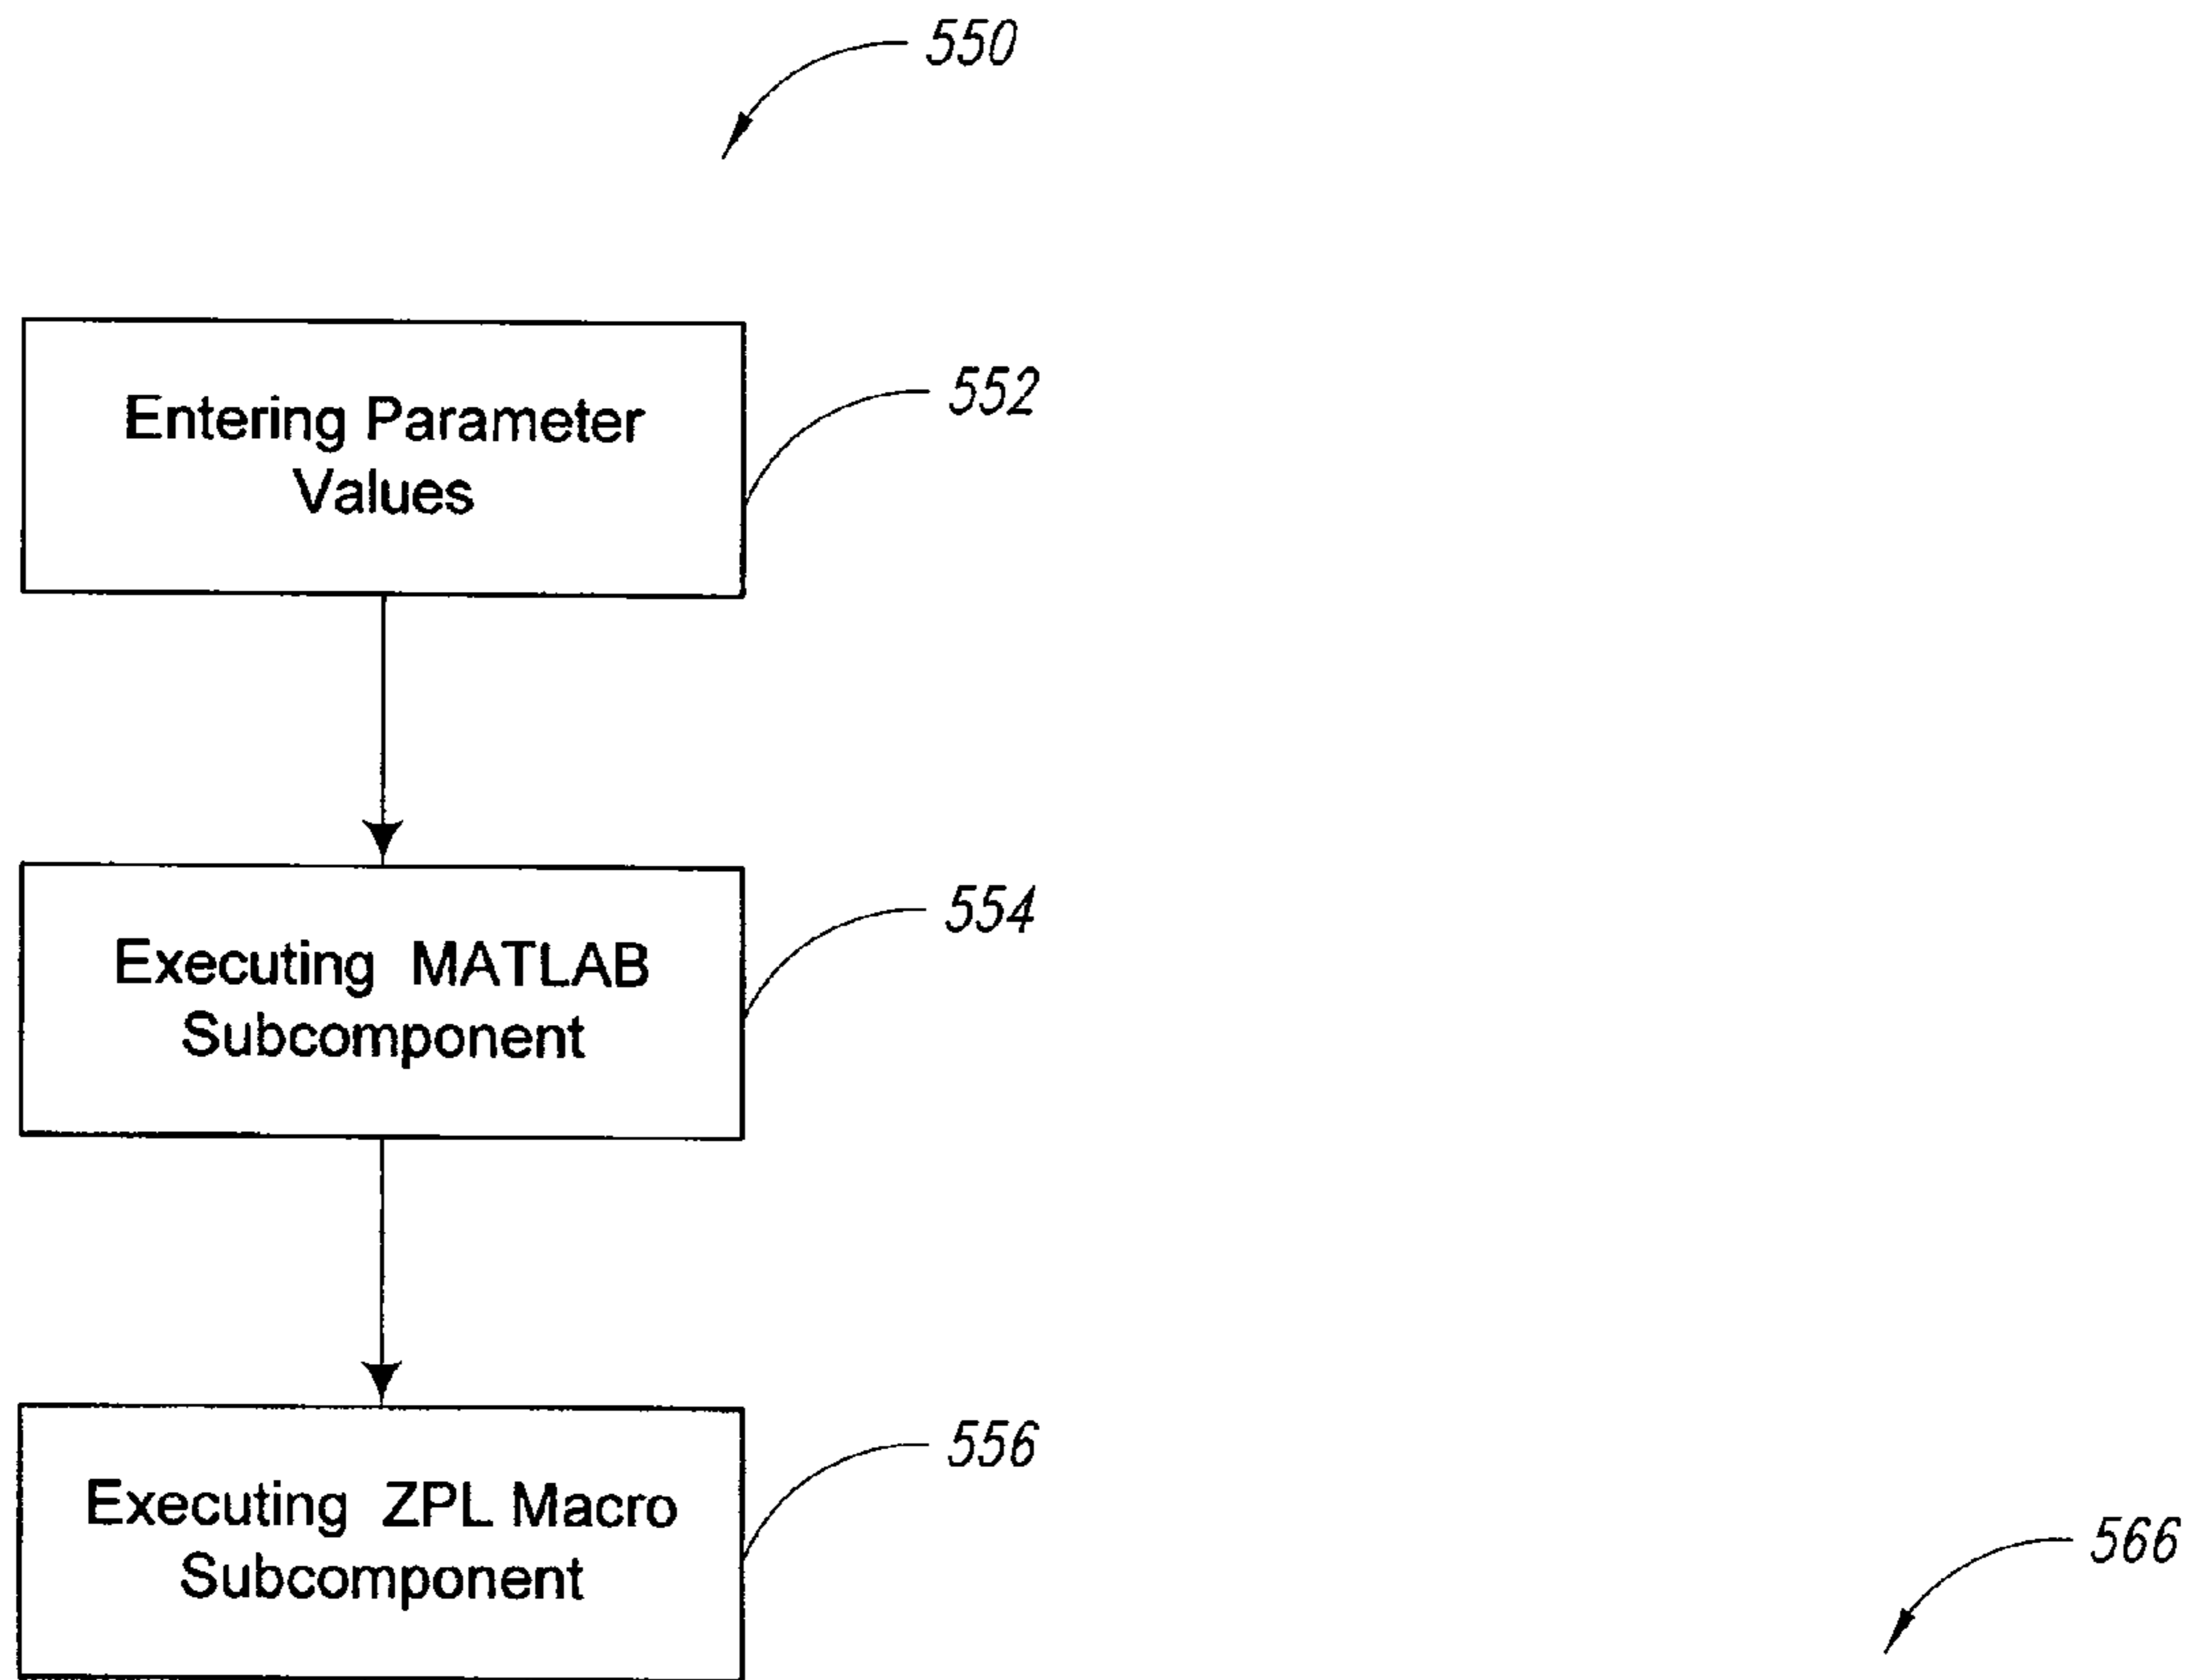 550
Entering Parameter
Values
552
Executing MATLAB
Subcomponent
554
Executing ZPL Macro
Subcomponent
556
566